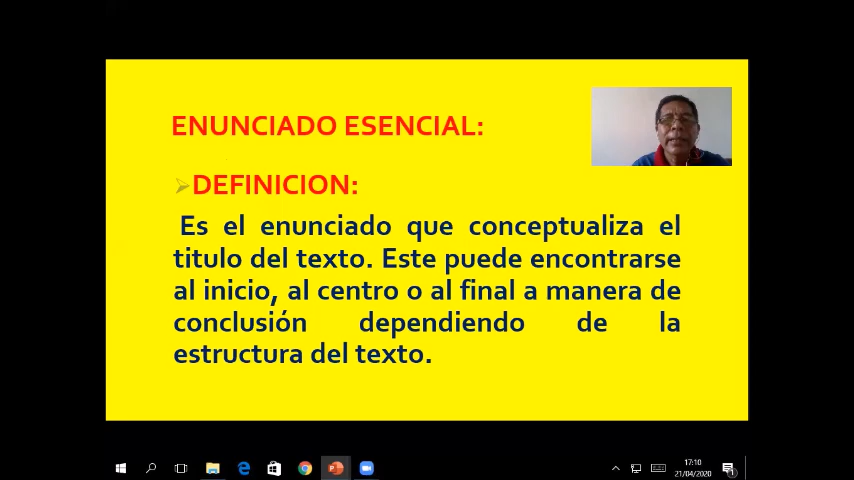 ENUNCIADO ESENCIAL:
DEFINICION:
Es el enunciado que conceptualiza el
titulo del texto. Este puede encontrarse
al inicio, al centro o al final a manera de
conclusión dependiendo de la
estructura del texto.
17:10
21/04/2020